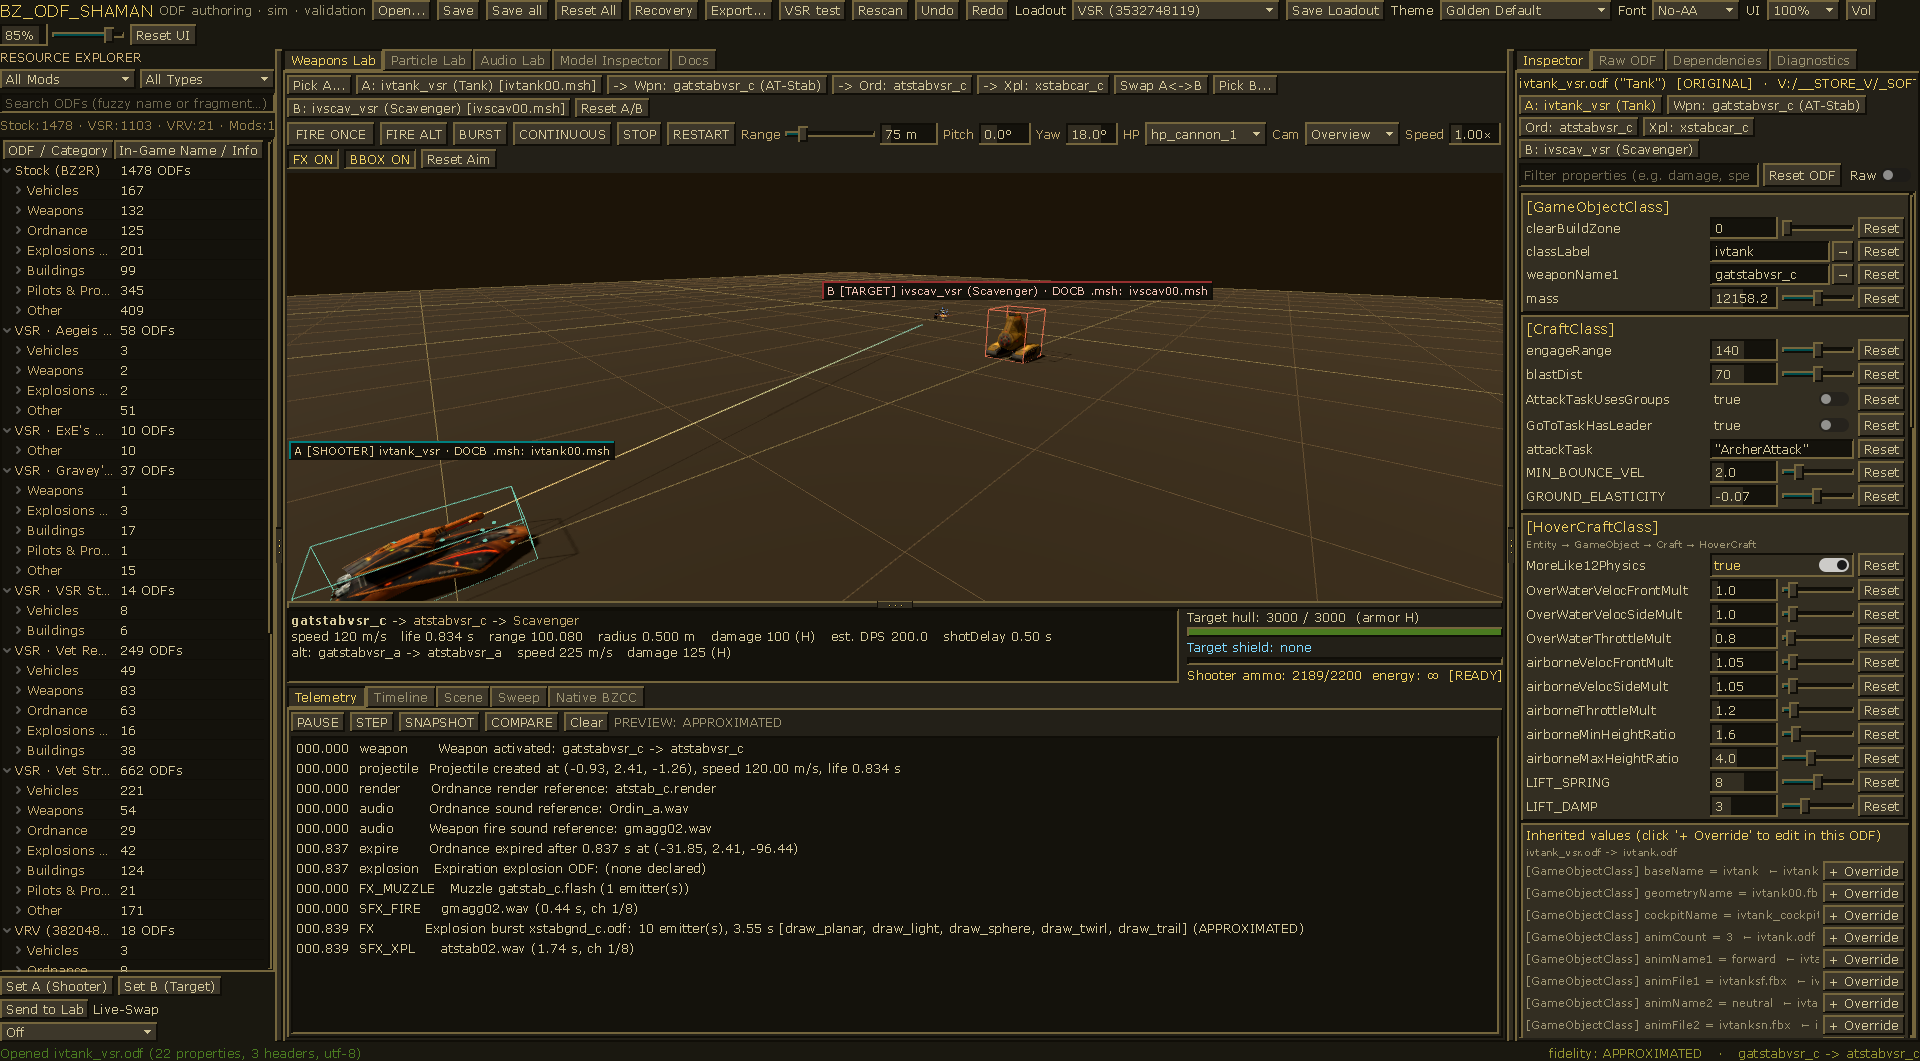 BZ_ODF_SHAMAN ODF authoring · sim · validation Open... Save Save all Reset All Recovery Export... VSR test Rescan Undo Redo Loadout VSR (3532748119) Save Loadout Theme Golden Default Font No-AA UI 100% Vol
85% Reset UI
RESOURCE EXPLORER
All Mods All Types
Search ODFs (fuzzy name or fragment...)
Stock:1478 · VSR:1103 · VRV:21 · Mods:1
ODF / Category In-Game Name / Info
Stock (BZ2R) 1478 ODFs
Vehicles 167
Weapons 132
Ordnance 125
Explosions ... 201
Buildings 99
Pilots & Pro... 345
Other 409
VSR · Aegeis ... 58 ODFs
Vehicles 3
Weapons 2
Explosions ... 2
Other 51
VSR · ExE's ... 10 ODFs
Other 10
VSR · Gravey'... 37 ODFs
Weapons 1
Explosions ... 3
Buildings 17
Pilots & Pro... 1
Other 15
VSR · VSR St... 14 ODFs
Vehicles 8
Buildings 6
VSR · Vet Re... 249 ODFs
Vehicles 49
Weapons 83
Ordnance 63
Explosions ... 16
Buildings 38
VSR · Vet Str... 662 ODFs
Vehicles 221
Weapons 54
Ordnance 29
Explosions ... 42
Buildings 124
Pilots & Pro... 21
Other 171
VRV (382048... 18 ODFs
Vehicles 3
Ordnance
Set A (Shooter) Set B (Target)
Send to Lab Live-Swap
Off
Opened ivtank_vsr.odf (22 properties, 3 headers, utf-8)
Weapons Lab Particle Lab Audio Lab Model Inspector Docs
Pick A... A: ivtank_vsr (Tank) [ivtank00.msh] -> Wpn: gatstabvsr_c (AT-Stab) -> Ord: atstabvsr_c -> Xpl: xstabcar_c Swap A<->B Pick B...
B: ivscav_vsr (Scavenger) [ivscav00.msh] Reset A/B
FIRE ONCE FIRE ALT BURST CONTINUOUS STOP RESTART Range 75 m Pitch 0.0º Yaw 18.0º HP hp_cannon_1 Cam Overview Speed 1.00×
FX ON BBOX ON Reset Aim
B [TARGET] ivscav_vsr (Scavenger) · DOCB .msh: ivscav00.msh
A [SHOOTER] ivtank_vsr · DOCB .msh: ivtank00.msh
gatstabvsr_c -> atstabvsr_c -> Scavenger
speed 120 m/s life 0.834 s range 100.080 radius 0.500 m damage 100 (H) est. DPS 200.0 shotDelay 0.50 s
alt: gatstabvsr_a -> atstabvsr_a speed 225 m/s damage 125 (H)
Target hull: 3000 / 3000 (armor H)
Target shield: none
Shooter ammo: 2189/2200 energy: ∞ [READY]
Telemetry Timeline Scene Sweep Native BZCC
PAUSE STEP SNAPSHOT COMPARE Clear PREVIEW: APPROXIMATED
000.000 weapon Weapon activated: gatstabvsr_c -> atstabvsr_c
000.000 projectile Projectile created at (-0.93, 2.41, -1.26), speed 120.00 m/s, life 0.834 s
000.000 render Ordnance render reference: atstab_c.render
000.000 audio Ordnance sound reference: Ordin_a.wav
000.000 audio Weapon fire sound reference: gmagg02.wav
000.837 expire Ordnance expired after 0.837 s at (-31.85, 2.41, -96.44)
000.837 explosion Expiration explosion ODF: (none declared)
000.000 FX_MUZZLE Muzzle gatstab_c.flash (1 emitter(s))
000.000 SFX_FIRE gmagg02.wav (0.44 s, ch 1/8)
000.839 FX Explosion burst xstabgnd_c.odf: 10 emitter(s), 3.55 s [draw_planar, draw_light, draw_sphere, draw_twirl, draw_trail] (APPROXIMATED)
000.839 SFX_XPL atstab02.wav (1.74 s, ch 1/8)
Inspector Raw ODF Dependencies Diagnostics
ivtank_vsr.odf ("Tank") [ORIGINAL] · V:/__STORE_V/_SOF
A: ivtank_vsr (Tank) Wpn: gatstabvsr_c (AT-Stab)
Ord: atstabvsr_c Xpl: xstabcar_c
B: ivscav_vsr (Scavenger)
Filter properties (e.g. damage, spe Reset ODF Raw
[GameObjectClass]
clearBuildZone 0 Reset
classLabel ivtank → Reset
weaponName1 gatstabvsr_c → Reset
mass 12158.2 Reset
[CraftClass]
engageRange 140 Reset
blastDist 70 Reset
AttackTaskUsesGroups true Reset
GoToTaskHasLeader true Reset
attackTask "ArcherAttack" Reset
MIN_BOUNCE_VEL 2.0 Reset
GROUND_ELASTICITY -0.07 Reset
[HoverCraftClass]
Entity → GameObject → Craft → HoverCraft
MoreLike12Physics true Reset
OverWaterVelocFrontMult 1.0 Reset
OverWaterVelocSideMult 1.0 Reset
OverWaterThrottleMult 0.8 Reset
airborneVelocFrontMult 1.05 Reset
airborneVelocSideMult 1.05 Reset
airborneThrottleMult 1.2 Reset
airborneMinHeightRatio 1.6 Reset
airborneMaxHeightRatio 4.0 Reset
LIFT_SPRING 8 Reset
LIFT_DAMP 3 Reset
Inherited values (click '+ Override' to edit in this ODF)
ivtank_vsr.odf -> ivtank.odf
[GameObjectClass] baseName = ivtank ← ivtank + Override
[GameObjectClass] geometryName = ivtank00.fb + Override
[GameObjectClass] cockpitName = ivtank_cockpit + Override
[GameObjectClass] animCount = 3 ← ivtank.odf + Override
[GameObjectClass] animName1 = forward ← ivta + Override
[GameObjectClass] animFile1 = ivtanksf.fbx ← iv + Override
[GameObjectClass] animName2 = neutral ← ivta + Override
[GameObjectClass] animFile2 = ivtanksn.fbx ← i + Override
fidelity: APPROXIMATED · gatstabvsr_c -> atstabvsr_c